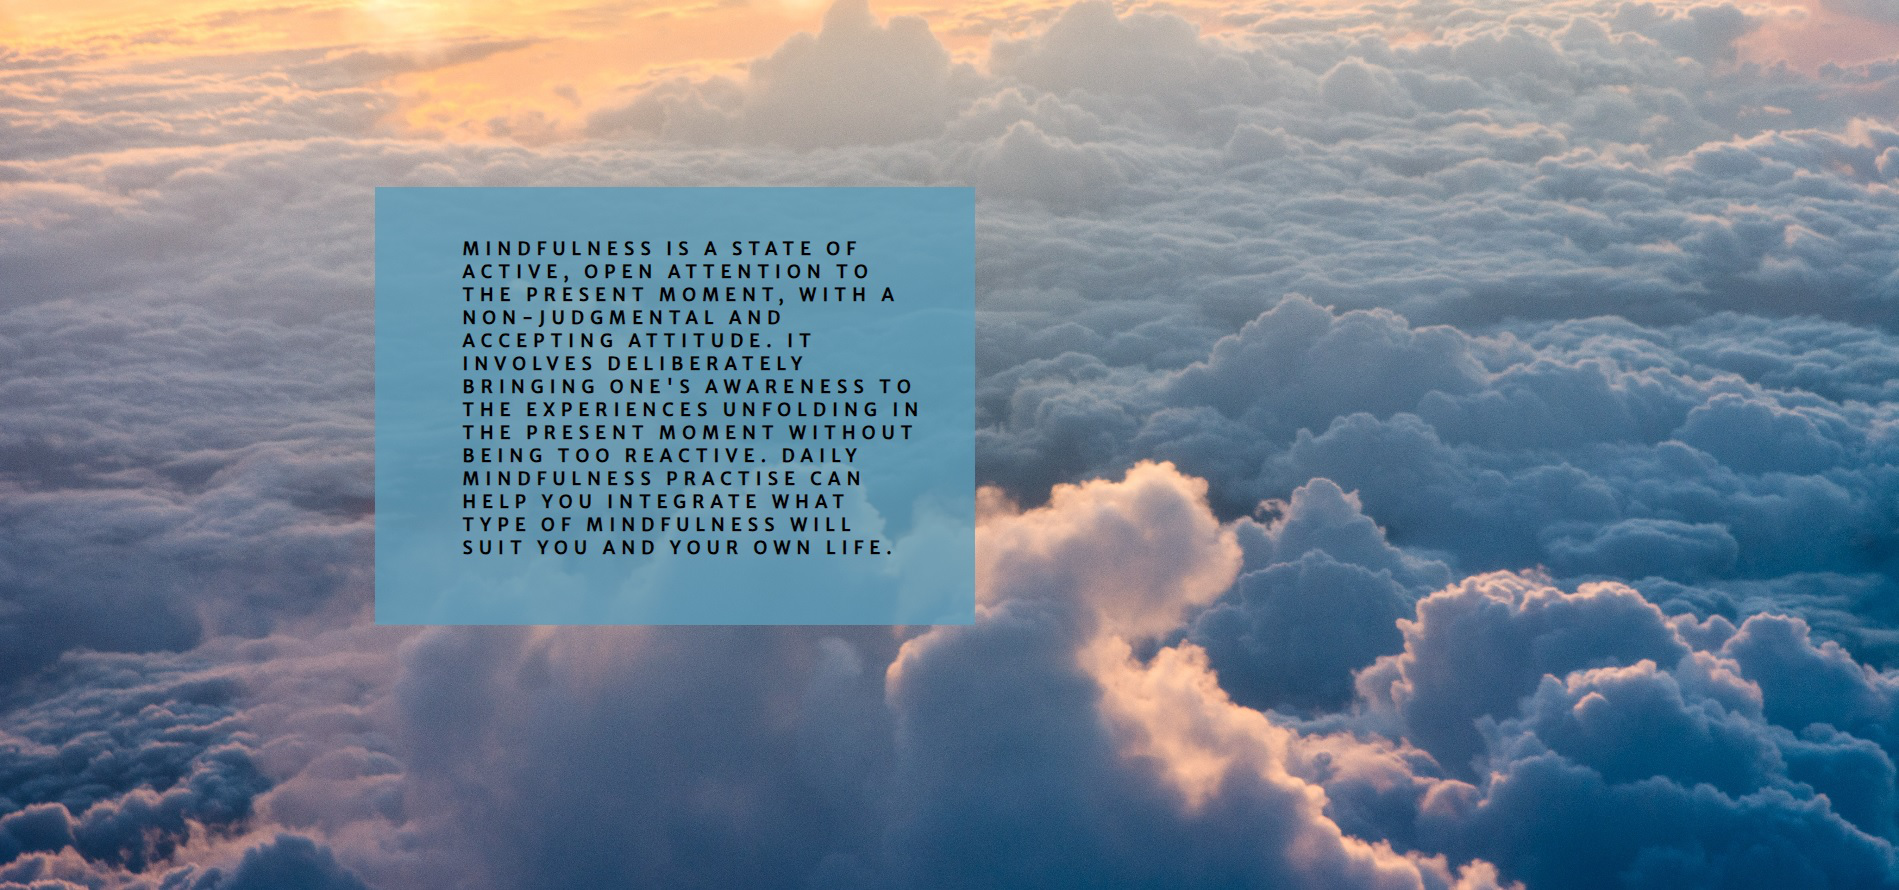 MINDFULNESS IS A STATE OF
ACTIVE, OPEN ATTENTION TO
THE PRESENT MOMENT, WITH A
NON-JUDGMENTAL AND
ACCEPTING ATTITUDE. IT
INVOLVES DELIBERATELY
BRINGING ONE'S AWARENESS TO
THE EXPERIENCES UNFOLDING IN
THE PRESENT MOMENT WITHOUT
BEING TOO REACTIVE. DAILY
MINDFULNESS PRACTISE CAN
HELP YOU INTEGRATE WHAT
TYPE OF MINDFULNESS WILL
SUIT YOU AND YOUR OWN LIFE.